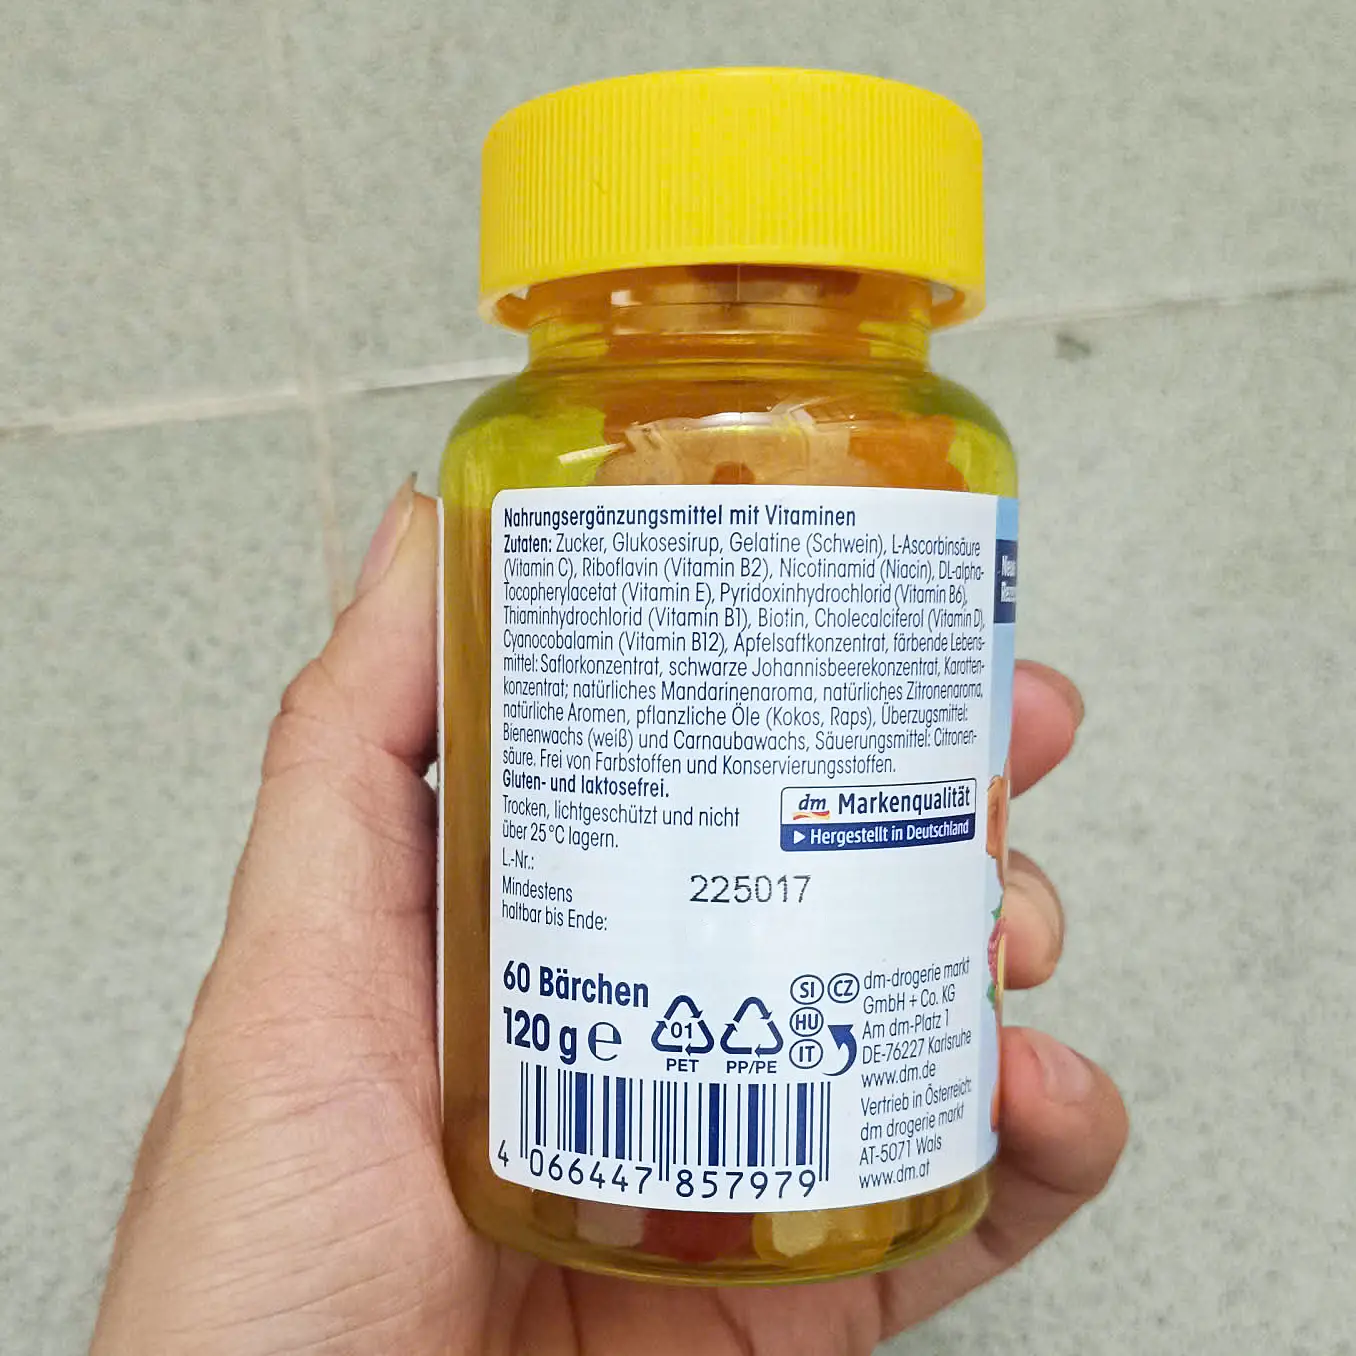 Nahrungsergänzungsmittel mit Vitaminen
Zutaten: Zucker, Glukosesirup, Gelatine (Schwein), L-Ascorbinsäure
(Vitamin C), Riboflavin (Vitamin B2), Nicotinamid (Niacin), DL-alpha-
Tocopherylacetat (Vitamin E), Pyridoxinhydrochlorid (Vitamin B6),
Thiaminhydrochlorid (Vitamin B1), Biotin, Cholecalciferol (Vitamin D),
Cyanocobalamin (Vitamin B12), Apfelsaftkonzentrat, färbende Lebens-
mittel: Saflorkonzentrat, schwarze Johannisbeerekonzentrat, Karotten-
konzentrat; natürliches Mandarinenaroma, natürliches Zitronenaroma,
natürliche Aromen, pflanzliche Öle (Kokos, Raps), Überzugsmittel:
Bienenwachs (weiß) und Carnaubawachs, Säuerungsmittel: Citronen-
säure. Frei von Farbstoffen und Konservierungsstoffen.
Gluten- und laktosefrei.
Trocken, lichtgeschützt und nicht
über 25 °C lagern.
dm Markenqualität
Hergestellt in Deutschland
L-Nr.:
Mindestens
haltbar bis Ende:
225017
60 Bärchen
120 g ℮
01
PET
PP/PE
SI CZ
HU
IT
dm-drogerie markt
GmbH + Co. KG
Am dm-Platz 1
DE-76227 Karlsruhe
www.dm.de
Vertrieb in Österreich:
dm drogerie markt
AT-5071 Wals
www.dm.at
4 066447 857979